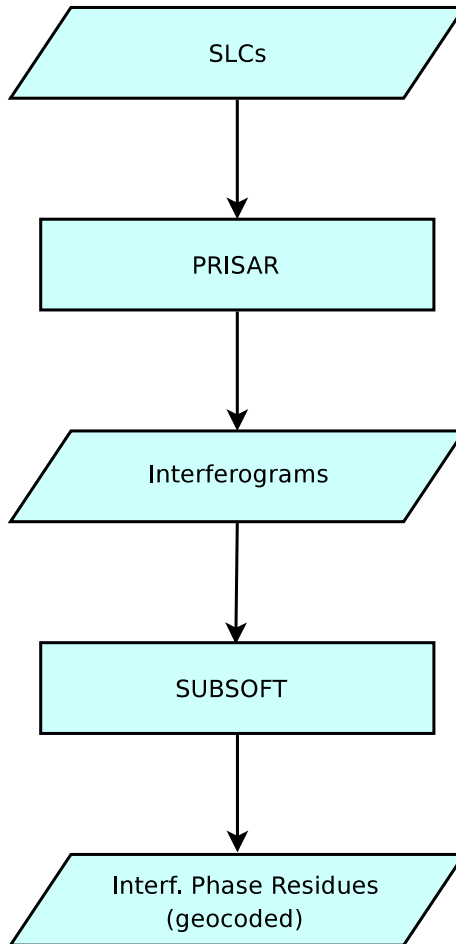 SLCs
PRISAR
Interferograms
SUBSOFT
Interf. Phase Residues
(geocoded)